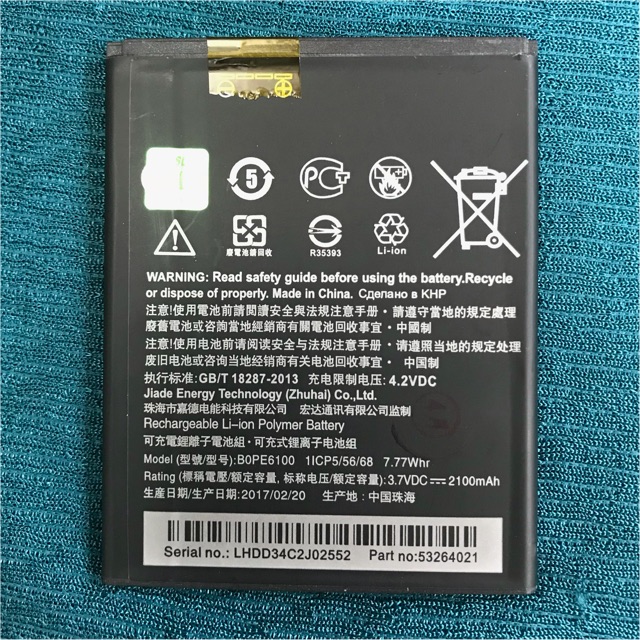 5
PCT
廢電池請回收
R35393
Li-ion
WARNING: Read safety guide before using the battery.Recycle
or dispose of properly. Made in China. Сделано в КНР
注意!使用電池前請閱讀安全與法規注意手冊・請遵守當地的規定處理
廢舊電池或咨詢當地經銷商有關電池回收事宜・中國製
注意!使用电池前请阅读安全与法规注意手册・请遵照当地的规定处理
废旧电池或咨询当地经销商有关电池回收事宜・中国制
执行标准: GB/T 18287-2013 充电限制电压: 4.2VDC
Jiade Energy Technology (Zhuhai) Co.,Ltd.
珠海市嘉德电能科技有限公司 宏达通讯有限公司监制
Rechargeable Li-ion Polymer Battery
可充電鋰離子電池組・可充式锂离子电池组
Model (型號/型号): B0PE6100 1ICP5/56/68 7.77Whr
Rating (標稱電壓/額定容量, 标称电压/额定容量): 3.7VDC 2100mAh
生產日期/生产日期: 2017/02/20 生产地: 中国珠海
Serial no.: LHDD34C2J02552 Part no:53264021